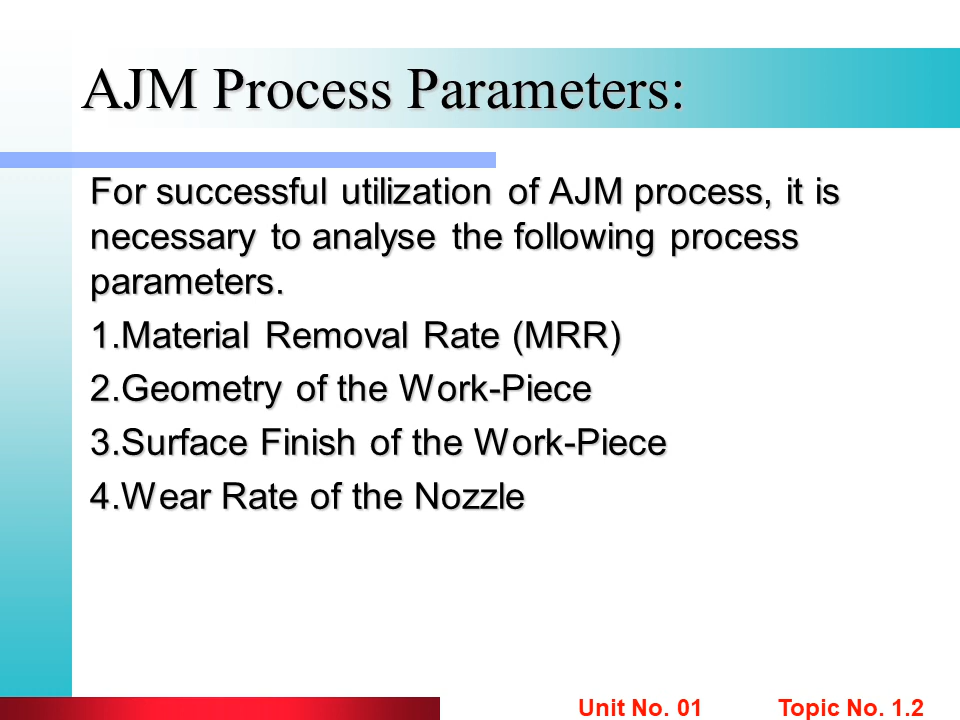 AJM Process Parameters:
For successful utilization of AJM process, it is
necessary to analyse the following process
parameters.
1.Material Removal Rate (MRR)
2.Geometry of the Work-Piece
3.Surface Finish of the Work-Piece
4.Wear Rate of the Nozzle
Unit No. 01 Topic No. 1.2